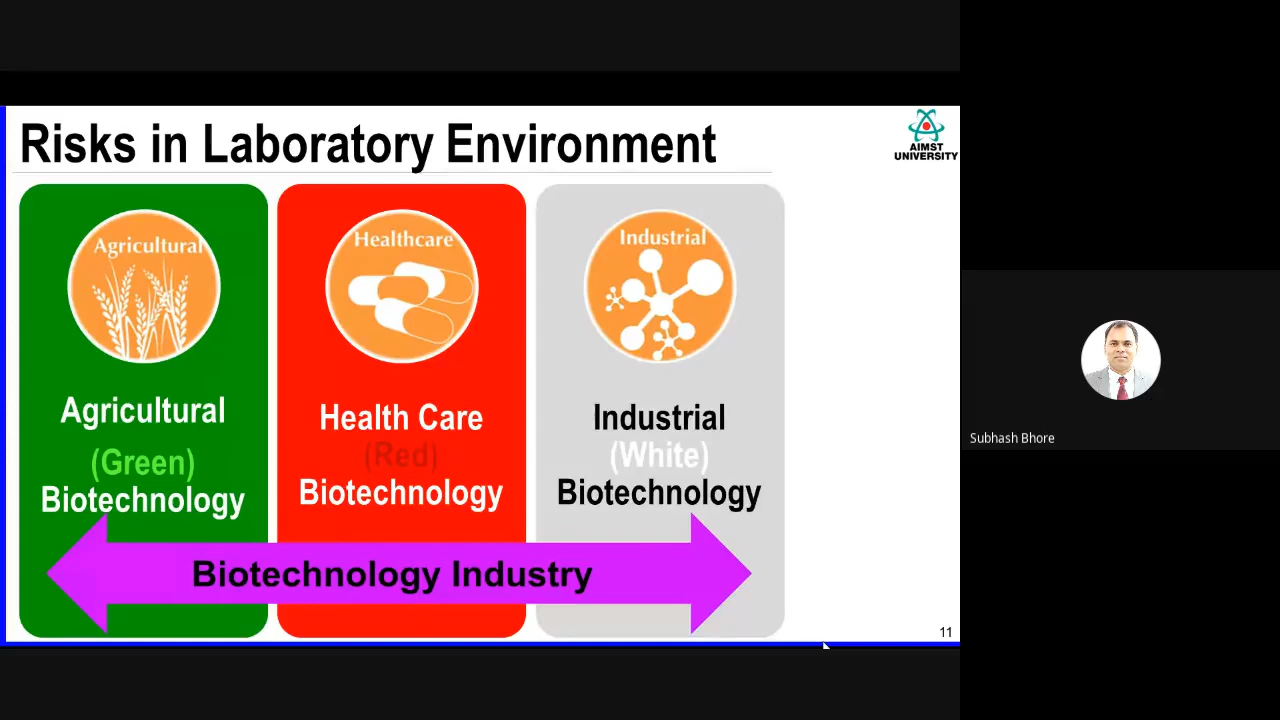 Risks in Laboratory Environment
AIMST
UNIVERSITY
Agricultural
Healthcare
Industrial
Agricultural
(Green)
Biotechnology
Health Care
(Red)
Biotechnology
Industrial
(White)
Biotechnology
Biotechnology Industry
11
Subhash Bhore